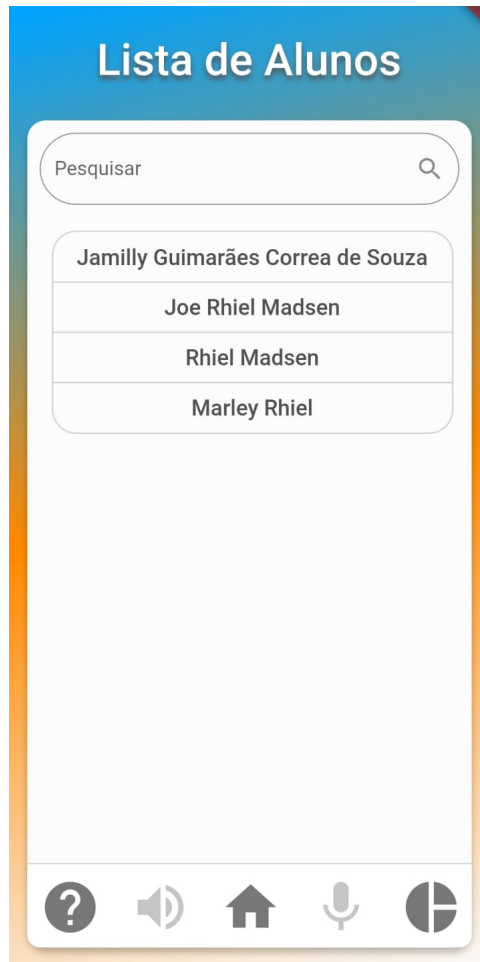 Lista de Alunos
Pesquisar
Jamilly Guimarães Correa de Souza
Joe Rhiel Madsen
Rhiel Madsen
Marley Rhiel
?